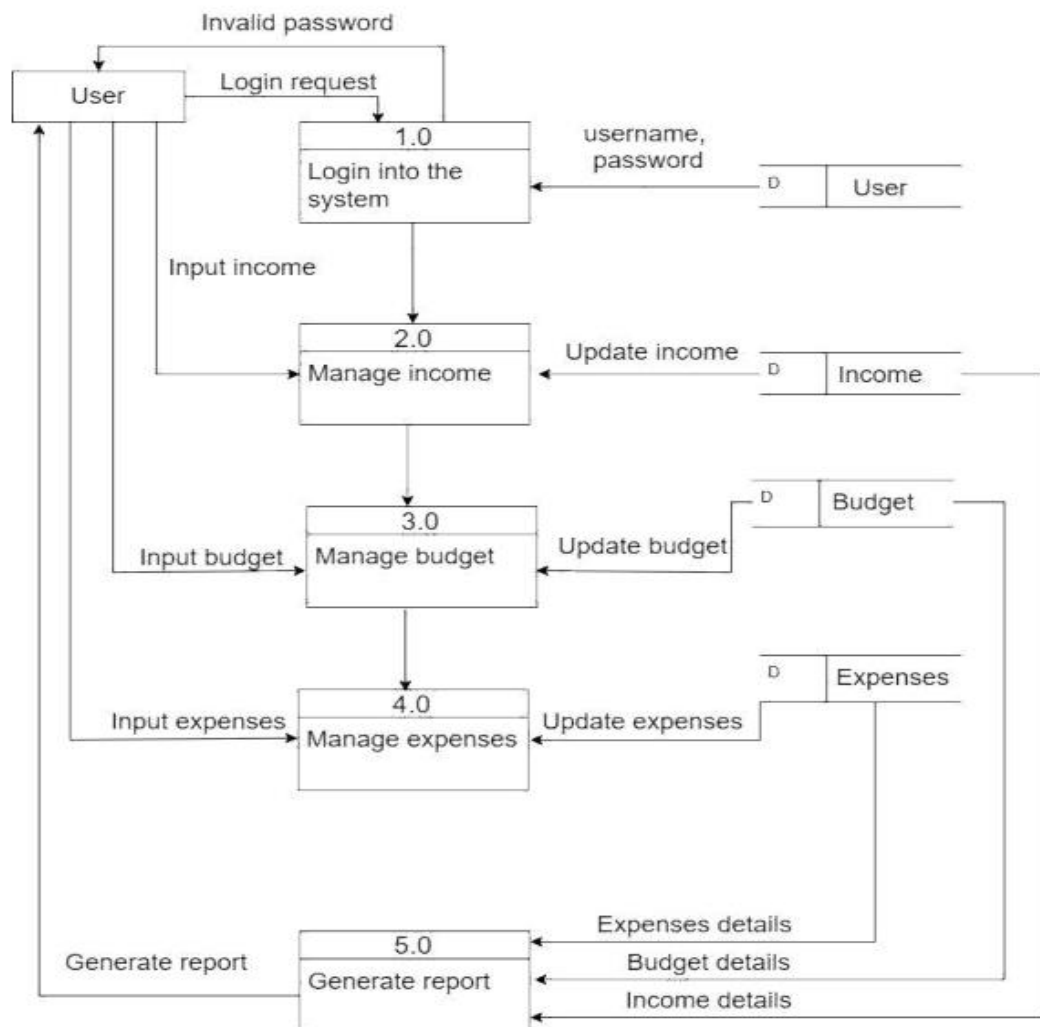 Invalid password
User
Login request
1.0
Login into the
system
username,
password
D
User
Input income
2.0
Manage income
Update income
D
Income
3.0
Manage budget
Input budget
Update budget
D
Budget
4.0
Manage expenses
Input expenses
Update expenses
D
Expenses
5.0
Generate report
Generate report
Expenses details
Budget details
Income details